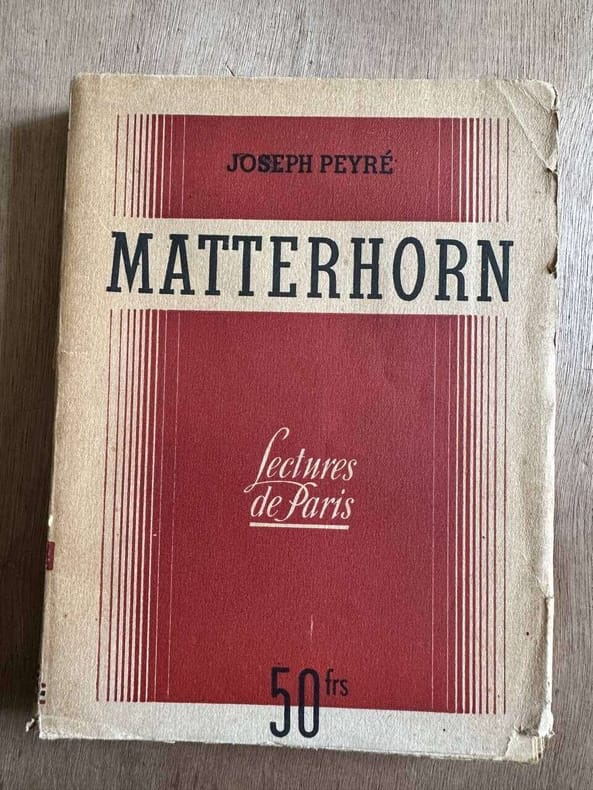 JOSEPH PEYRÉ
MATTERHORN
Lectures
de Paris
50 frs